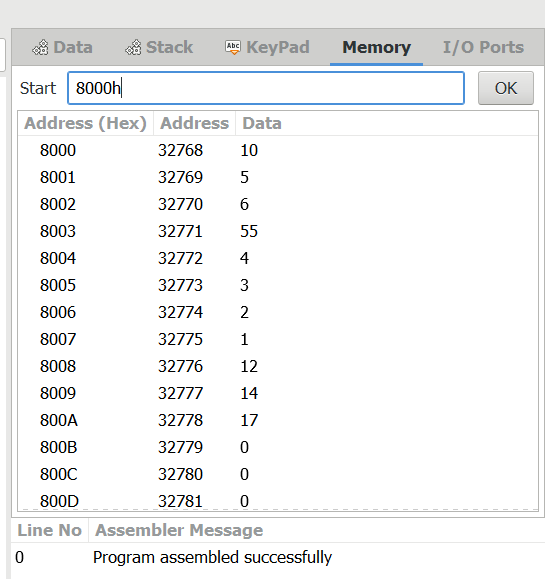 Data Stack Abc KeyPad Memory I/O Ports
Start 8000h OK
Address (Hex) Address Data
8000 32768 10
8001 32769 5
8002 32770 6
8003 32771 55
8004 32772 4
8005 32773 3
8006 32774 2
8007 32775 1
8008 32776 12
8009 32777 14
800A 32778 17
800B 32779 0
800C 32780 0
800D 32781 0
Line No Assembler Message
0 Program assembled successfully